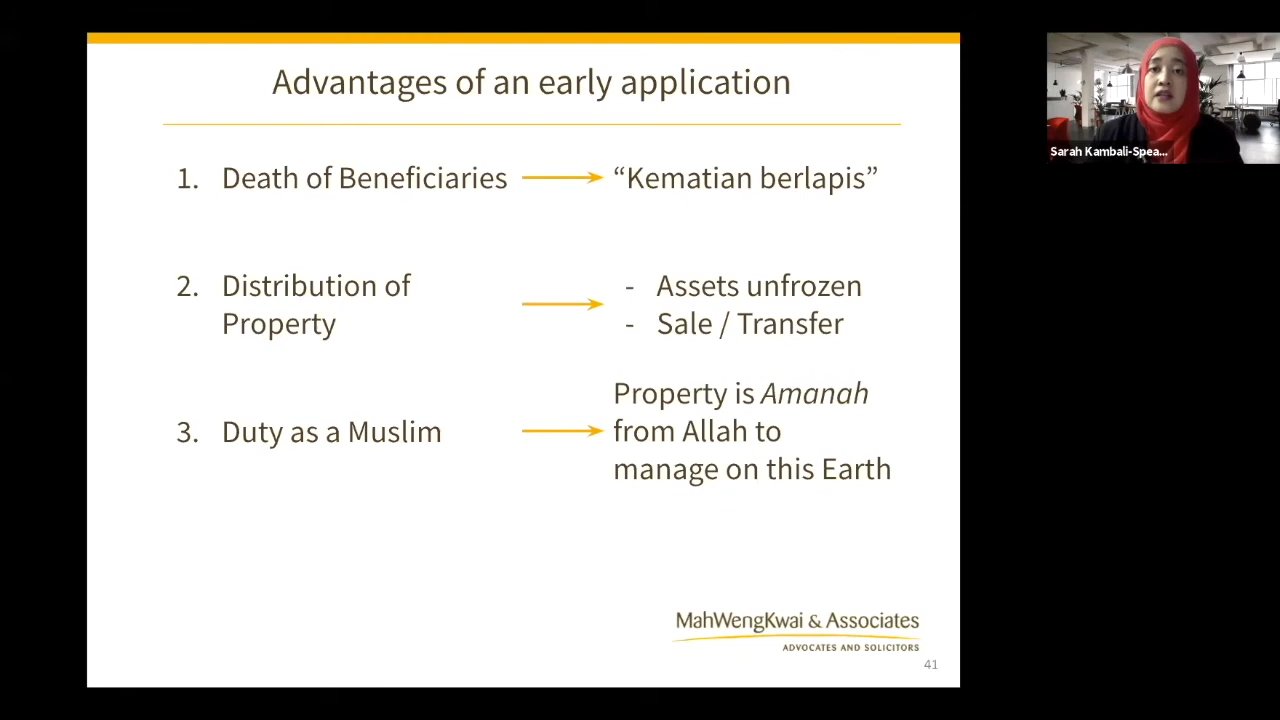 Advantages of an early application
1. Death of Beneficiaries
“Kematian berlapis”
2. Distribution of
Property
- Assets unfrozen
- Sale / Transfer
3. Duty as a Muslim
Property is Amanah
from Allah to
manage on this Earth
MahWengKwai & Associates
ADVOCATES AND SOLICITORS
41
Sarah Kambali-Spea...